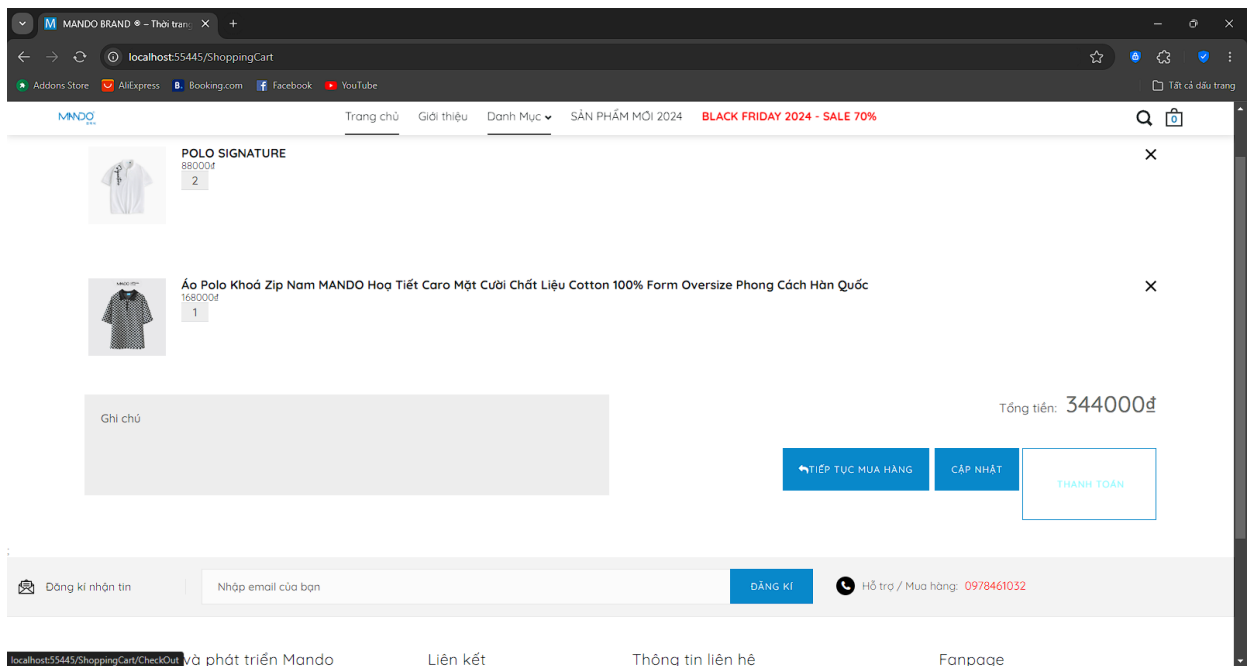 MANDO BRAND ® – Thời trang
localhost:55445/ShoppingCart
Addons Store AliExpress Booking.com Facebook YouTube Tất cả dấu trang
MANDO Trang chủ Giới thiệu Danh Mục SẢN PHẨM MỚI 2024 BLACK FRIDAY 2024 - SALE 70% 0
POLO SIGNATURE
88000₫
2
Áo Polo Khoá Zip Nam MANDO Hoạ Tiết Caro Mặt Cười Chất Liệu Cotton 100% Form Oversize Phong Cách Hàn Quốc
168000₫
1
Ghi chú
Tổng tiền: 344000₫
TIẾP TỤC MUA HÀNG CẬP NHẬT THANH TOÁN
;
Đăng kí nhận tin Nhập email của bạn ĐĂNG KÍ Hỗ trợ / Mua hàng: 0978461032
và phát triển Mando Liên kết Thông tin liên hệ Fanpage
localhost:55445/ShoppingCart/CheckOut